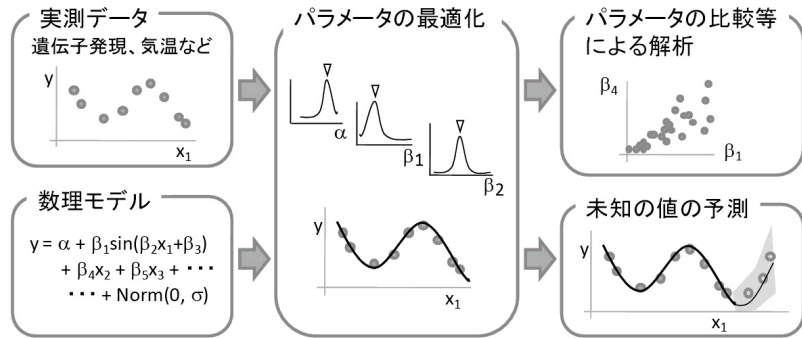 実測データ
遺伝子発現、気温など
y
x₁
数理モデル
y = α + β₁sin(β₂x₁+β₃)
+ β₄x₂ + β₅x₃ + ・・・
・・・ + Norm(0, σ)
パラメータの最適化
α
β₁
β₂
y
x₁
パラメータの比較等
による解析
β₄
β₁
未知の値の予測
y
x₁